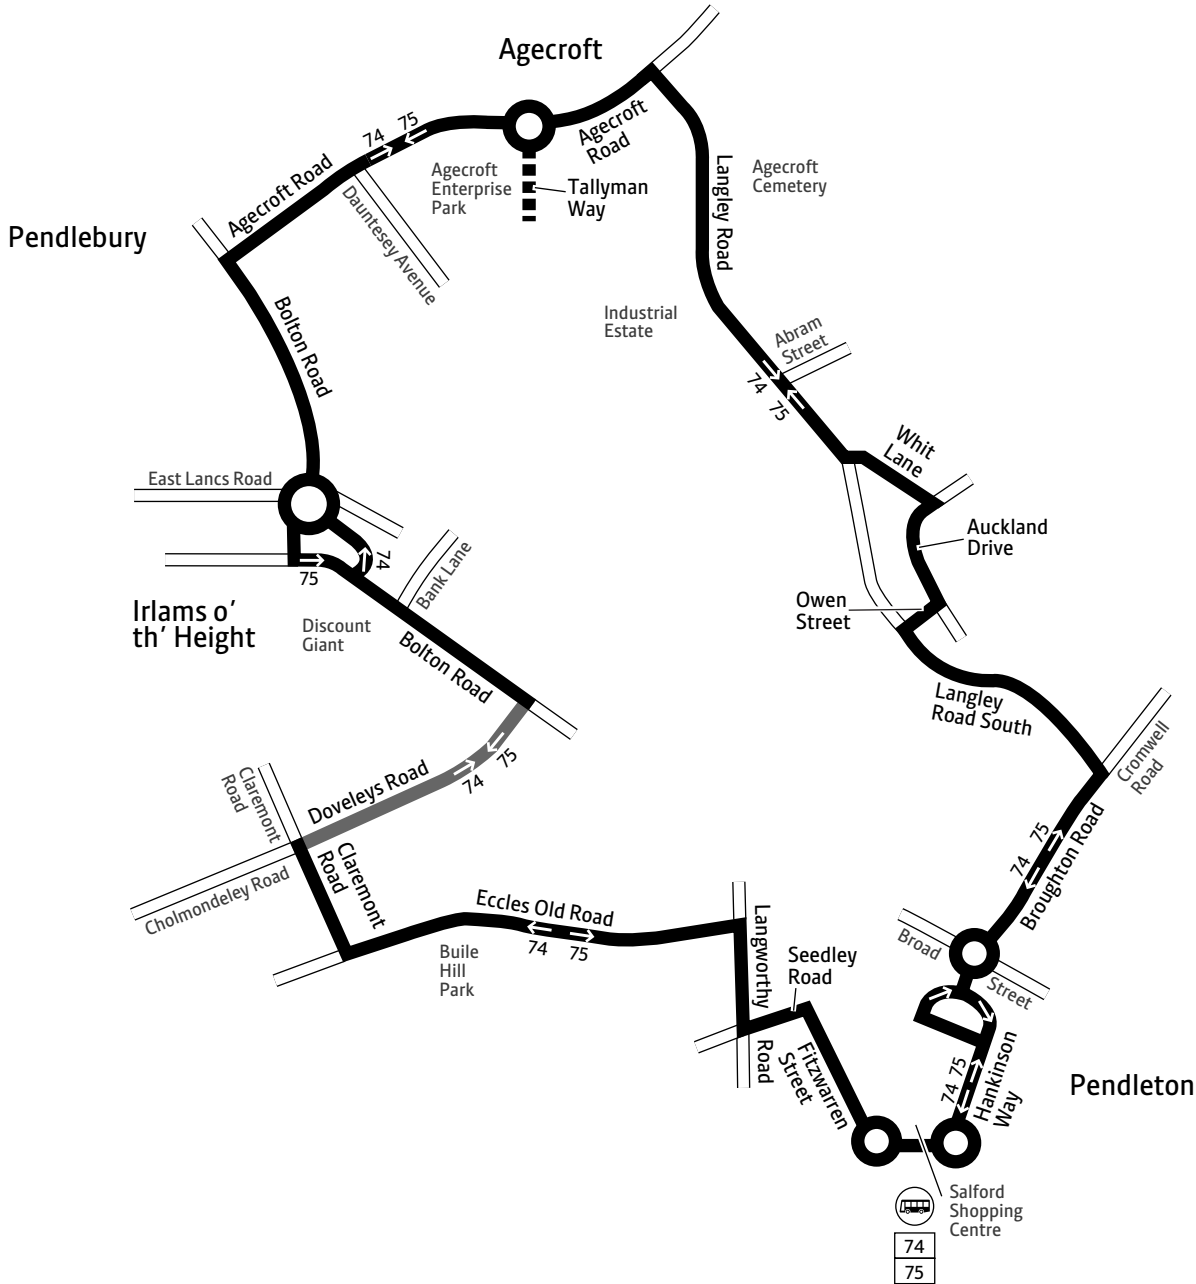 Agecroft
74 75
Agecroft
Road
Agecroft Road
Agecroft
Enterprise
Park
Tallyman
Way
Langley Road
Agecroft
Cemetery
Dauntesey Avenue
Pendlebury
Bolton Road
Industrial
Estate
Abram
Street
74 75
Whit
Lane
East Lancs Road
Auckland
Drive
74
75
Bank Lane
Irlams o'
th' Height
Discount
Giant
Owen
Street
Bolton Road
Langley
Road South
Cromwell
Road
75
74
Doveleys Road
Claremont
Road
Claremont
Road
Cholmondeley Road
74 75
Broughton Road
Eccles Old Road
74 75
Buile
Hill
Park
Langworthy
Road
Seedley
Road
Broad
Street
Fitzwarren
Street
74 75
Hankinson
Way
Pendleton
Salford
Shopping
Centre
74
75